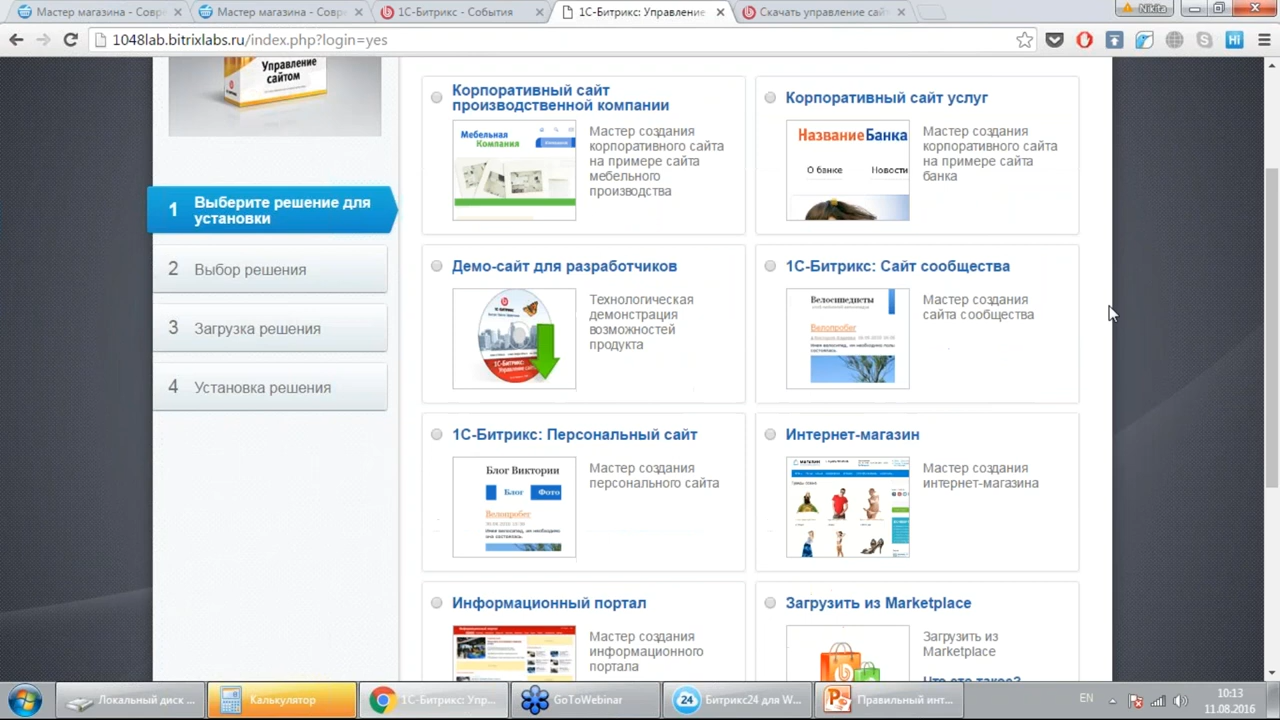 Мастер магазина - Совр
Мастер магазина - Совр
1С-Битрикс - События
1С-Битрикс: Управление
Скачать управление сай
Nikita
1048lab.bitrixlabs.ru/index.php?login=yes
Управление
сайтом
1 Выберите решение для
установки
2 Выбор решения
3 Загрузка решения
4 Установка решения
Корпоративный сайт
производственной компании
Мебельная
Компания
Мастер создания
корпоративного сайта
на примере сайта
мебельного
производства
Корпоративный сайт услуг
НазваниеБанка
О банке Новости
Мастер создания
корпоративного сайта
на примере сайта
банка
Демо-сайт для разработчиков
1С-Битрикс:
Технологическая
демонстрация
возможностей
продукта
1С-Битрикс: Сайт сообщества
Велосипедисты
Велопробег
Мастер создания
сайта сообщества
1С-Битрикс: Персональный сайт
Блог Виктории
Блог Фото
Велопробег
Мастер создания
персонального сайта
Интернет-магазин
Мастер создания
интернет-магазина
Информационный портал
Мастер создания
информационного
портала
Загрузить из Marketplace
Загрузить из
Marketplace
Что это такое?
Локальный диск ...
Калькулятор
1С-Битрикс: Упр...
GoToWebinar
24 Битрикс24 для W...
Правильный инт...
EN
10:13
11.08.2016